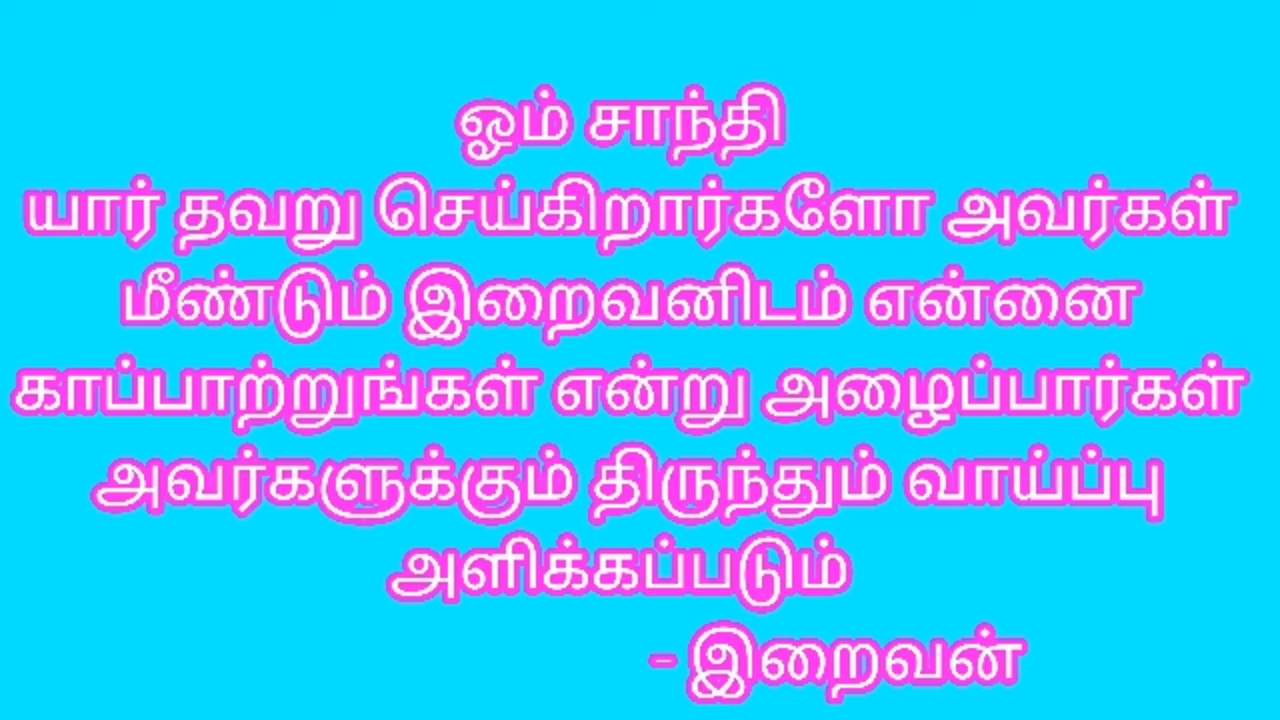 ஓம் சாந்தி
யார் தவறு செய்கிறார்களோ அவர்கள்
மீண்டும் இறைவனிடம் என்னை
காப்பாற்றுங்கள் என்று அழைப்பார்கள்
அவர்களுக்கும் திருந்தும் வாய்ப்பு
அளிக்கப்படும்
- இறைவன்